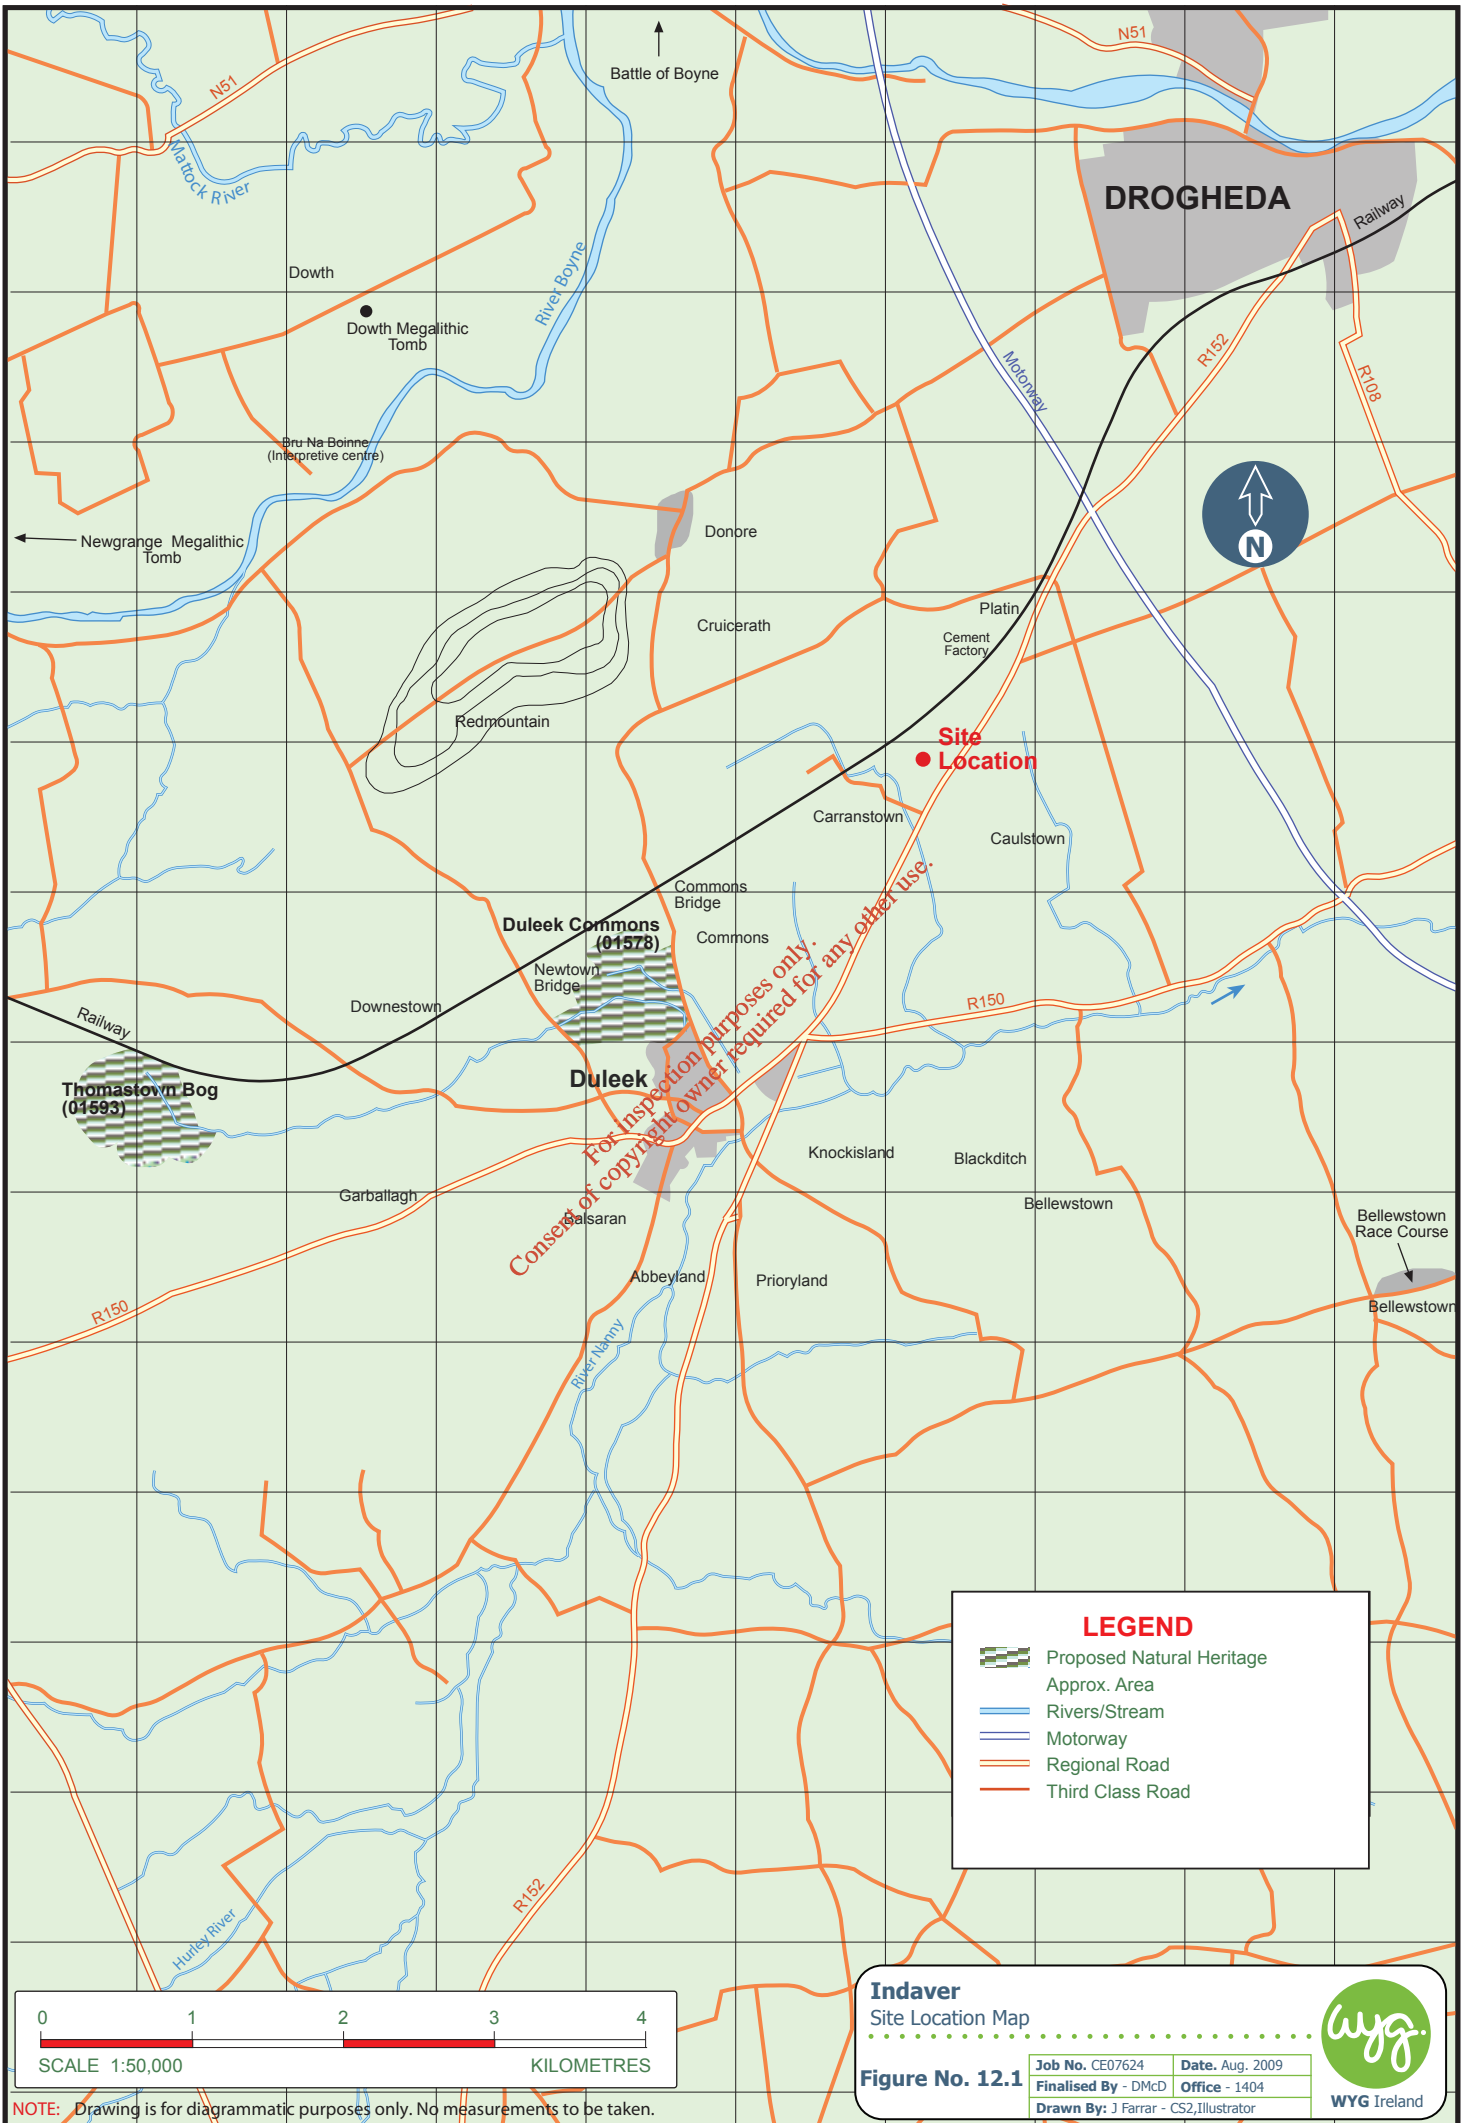 Battle of Boyne
N51
N51
Mattock River
DROGHEDA
Railway
Dowth
River Boyne
Dowth Megalithic
Tomb
Motorway
R152
R108
Bru Na Boinne
(Interpretive centre)
Newgrange Megalithic
Tomb
Donore
N
Platin
Cruicerath
Cement
Factory
Redmountain
Site
Location
Carranstown
Caulstown
Commons
Bridge
Duleek Commons
(01578)
Commons
Newtown
Bridge
Downestown
R150
Railway
Duleek
Thomastown Bog
(01593)
For inspection purposes only.
Consent of copyright owner required for any other use.
Knockisland
Blackditch
Garballagh
Bellewstown
Balsaran
Bellewstown
Race Course
Abbeyland
Prioryland
Bellewstown
R150
River Nanny
LEGEND
Proposed Natural Heritage
Approx. Area
Rivers/Stream
Motorway
Regional Road
Third Class Road
R152
Hurley River
0 1 2 3 4
SCALE 1:50,000 KILOMETRES
NOTE: Drawing is for diagrammatic purposes only. No measurements to be taken.
Indaver
Site Location Map
Figure No. 12.1
Job No. CE07624 Date. Aug. 2009
Finalised By - DMcD Office - 1404
Drawn By: J Farrar - CS2,Illustrator
wyg.
WYG Ireland